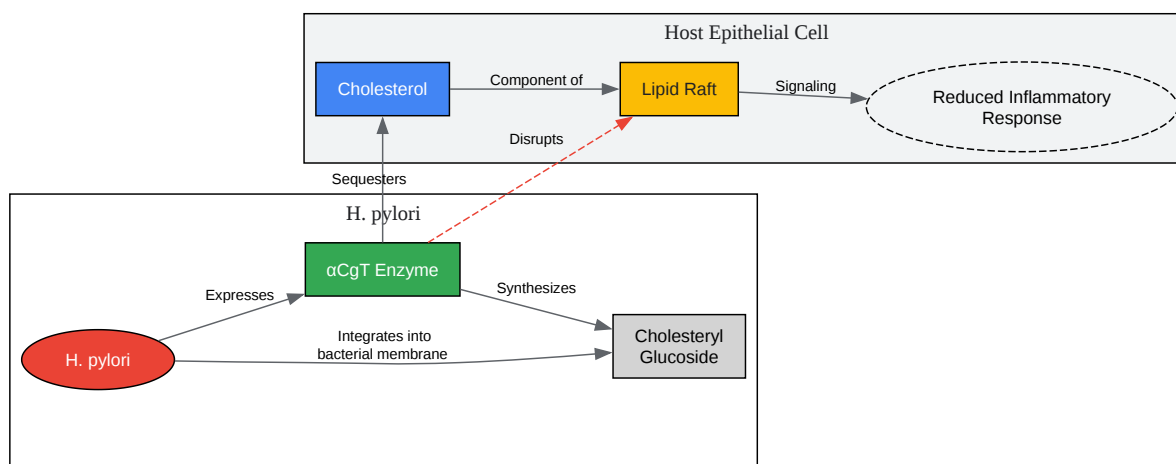 Host Epithelial Cell
Cholesterol
Component of
Lipid Raft
Signaling
Reduced Inflammatory
Response
Disrupts
Sequesters
H. pylori
αCgT Enzyme
Expresses
Synthesizes
Integrates into
bacterial membrane
Cholesteryl
Glucoside
H. pylori